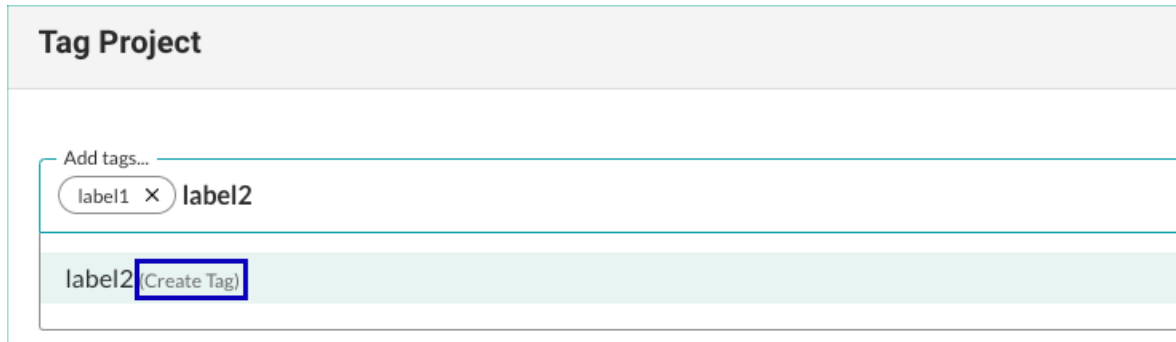 Tag Project
Add tags...
label1 × label2
label2 (Create Tag)